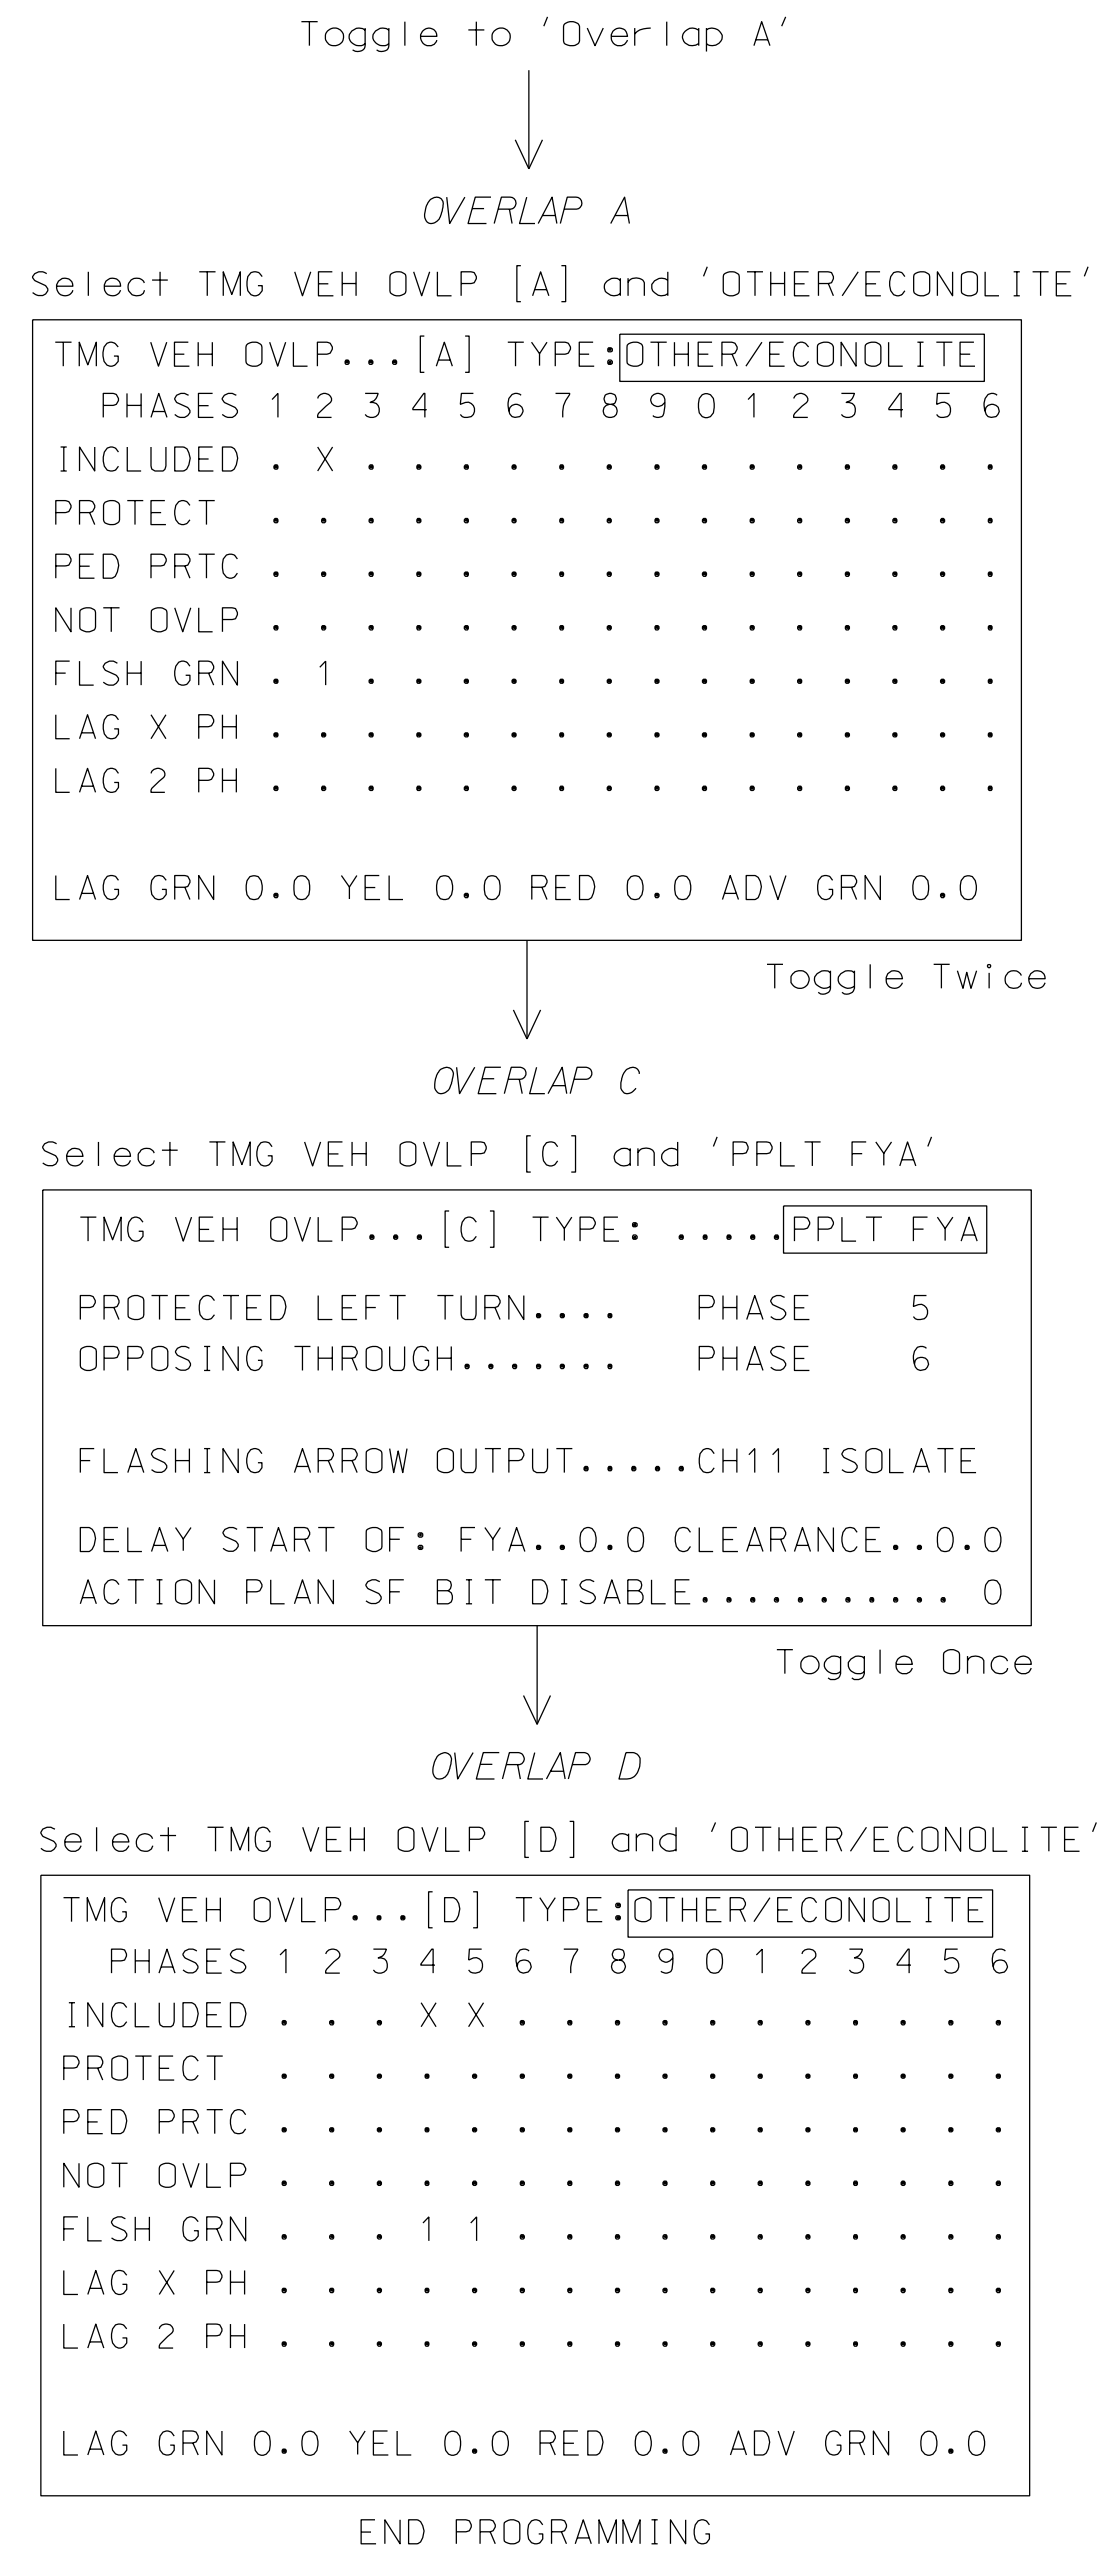 Toggle to 'Overlap A'
OVERLAP A
Select TMG VEH OVLP [A] and 'OTHER/ECONOLITE'
TMG VEH OVLP...[A] TYPE:OTHER/ECONOLITE
PHASES 1 2 3 4 5 6 7 8 9 0 1 2 3 4 5 6
INCLUDED . X . . . . . . . . . . . . . .
PROTECT . . . . . . . . . . . . . . . .
PED PRTC . . . . . . . . . . . . . . . .
NOT OVLP . . . . . . . . . . . . . . . .
FLSH GRN . 1 . . . . . . . . . . . . . .
LAG X PH . . . . . . . . . . . . . . . .
LAG 2 PH . . . . . . . . . . . . . . . .
LAG GRN 0.0 YEL 0.0 RED 0.0 ADV GRN 0.0
Toggle Twice
OVERLAP C
Select TMG VEH OVLP [C] and 'PPLT FYA'
TMG VEH OVLP...[C] TYPE: .....PPLT FYA
PROTECTED LEFT TURN.... PHASE 5
OPPOSING THROUGH....... PHASE 6
FLASHING ARROW OUTPUT.....CH11 ISOLATE
DELAY START OF: FYA..0.0 CLEARANCE..0.0
ACTION PLAN SF BIT DISABLE........... 0
Toggle Once
OVERLAP D
Select TMG VEH OVLP [D] and 'OTHER/ECONOLITE'
TMG VEH OVLP...[D] TYPE:OTHER/ECONOLITE
PHASES 1 2 3 4 5 6 7 8 9 0 1 2 3 4 5 6
INCLUDED . . . X X . . . . . . . . . . .
PROTECT . . . . . . . . . . . . . . . .
PED PRTC . . . . . . . . . . . . . . . .
NOT OVLP . . . . . . . . . . . . . . . .
FLSH GRN . . . 1 1 . . . . . . . . . . .
LAG X PH . . . . . . . . . . . . . . . .
LAG 2 PH . . . . . . . . . . . . . . . .
LAG GRN 0.0 YEL 0.0 RED 0.0 ADV GRN 0.0
END PROGRAMMING